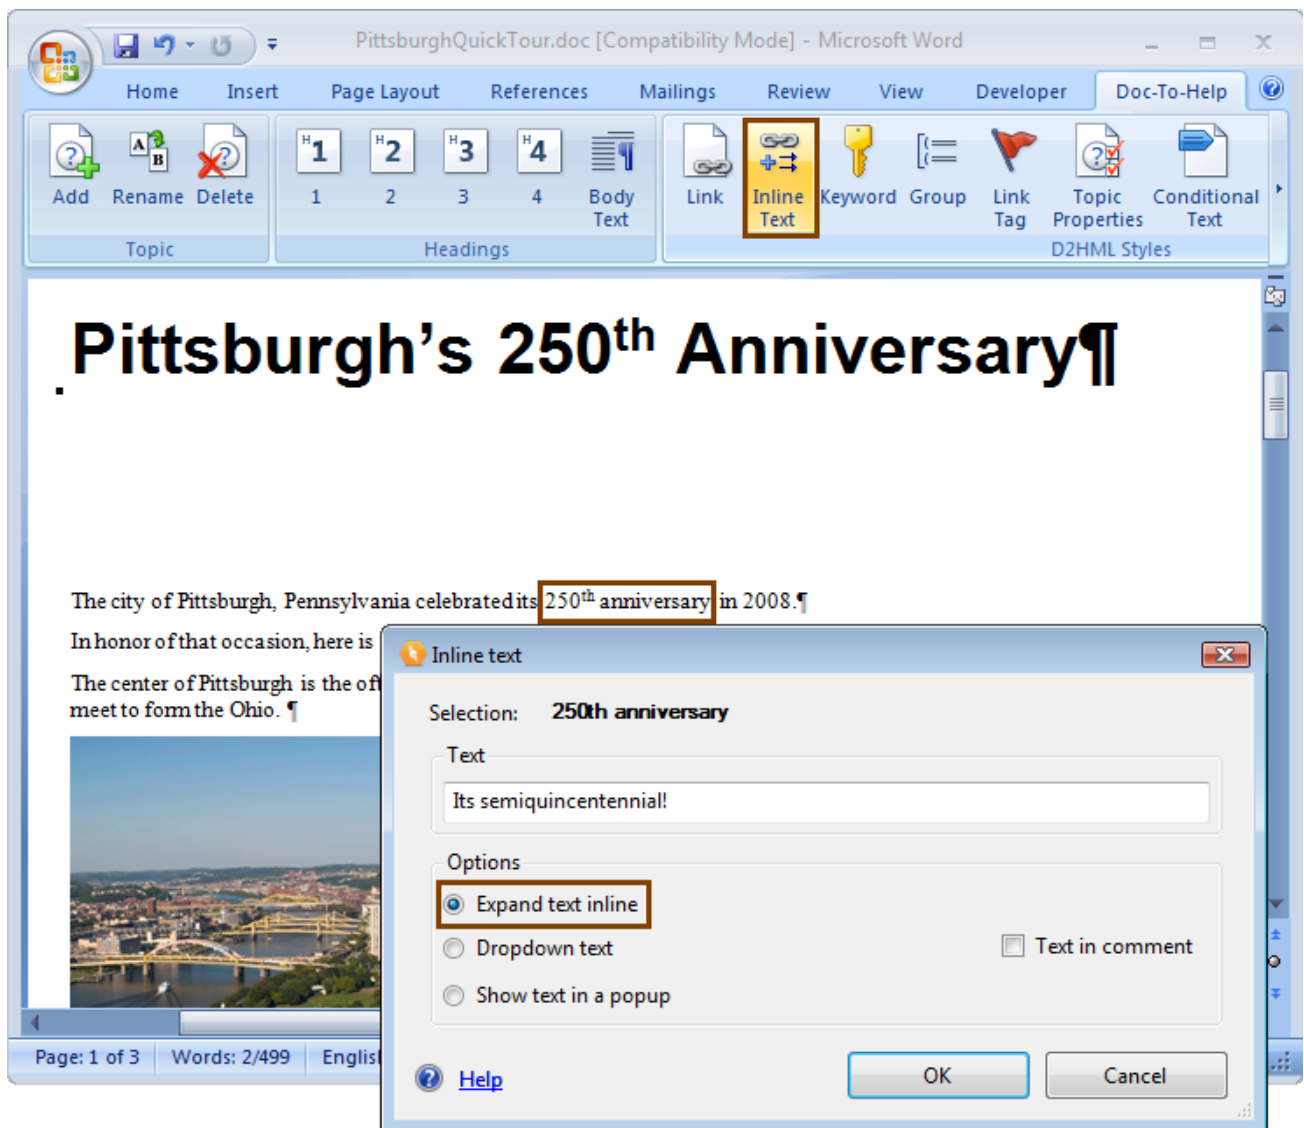 PittsburghQuickTour.doc [Compatibility Mode] - Microsoft Word
Home Insert Page Layout References Mailings Review View Developer Doc-To-Help
A B H1 H2 H3 H4
Add Rename Delete 1 2 3 4 Body Text Link Inline Text Keyword Group Link Tag Topic Properties Conditional Text
Topic Headings D2HML Styles
Pittsburgh’s 250th Anniversary¶
The city of Pittsburgh, Pennsylvania celebrated its 250th anniversary in 2008.¶
In honor of that occasion, here is
The center of Pittsburgh is the oft
meet to form the Ohio. ¶
Inline text
Selection: 250th anniversary
Text
Its semiquincentennial!
Options
Expand text inline
Dropdown text Text in comment
Show text in a popup
Page: 1 of 3 Words: 2/499 Englis
Help OK Cancel